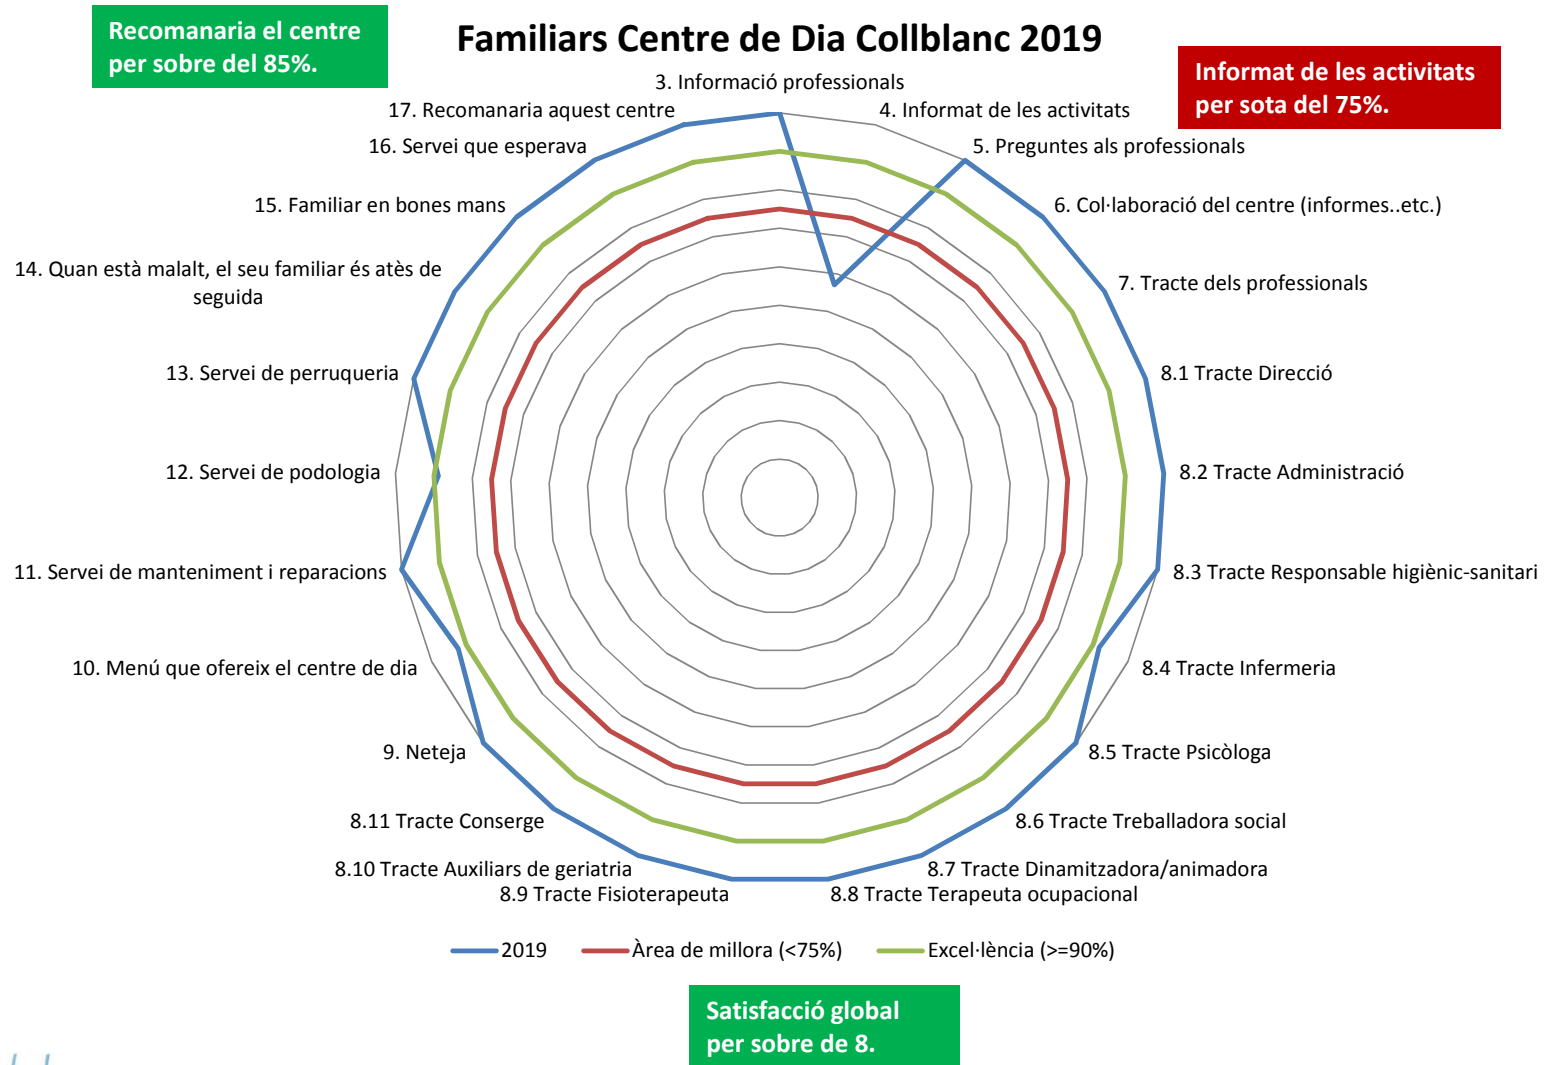 Recomanaria el centre
per sobre del 85%.
Familiars Centre de Dia Collblanc 2019
Informat de les activitats
per sota del 75%.
3. Informació professionals
4. Informat de les activitats
5. Preguntes als professionals
6. Col·laboració del centre (informes..etc.)
7. Tracte dels professionals
8.1 Tracte Direcció
8.2 Tracte Administració
8.3 Tracte Responsable higiènic-sanitari
8.4 Tracte Infermeria
8.5 Tracte Psicòloga
8.6 Tracte Treballadora social
8.7 Tracte Dinamitzadora/animadora
8.8 Tracte Terapeuta ocupacional
8.9 Tracte Fisioterapeuta
8.10 Tracte Auxiliars de geriatria
8.11 Tracte Conserge
9. Neteja
10. Menú que ofereix el centre de dia
11. Servei de manteniment i reparacions
12. Servei de podologia
13. Servei de perruqueria
14. Quan està malalt, el seu familiar és atès de
seguida
15. Familiar en bones mans
16. Servei que esperava
17. Recomanaria aquest centre
2019
Àrea de millora (<75%)
Excel·lència (>=90%)
Satisfacció global
per sobre de 8.